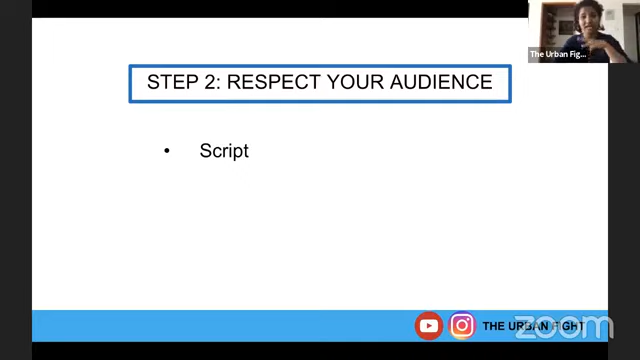 The Urban Fig...
STEP 2: RESPECT YOUR AUDIENCE
• Script
THE URBAN FIGHT
zoom